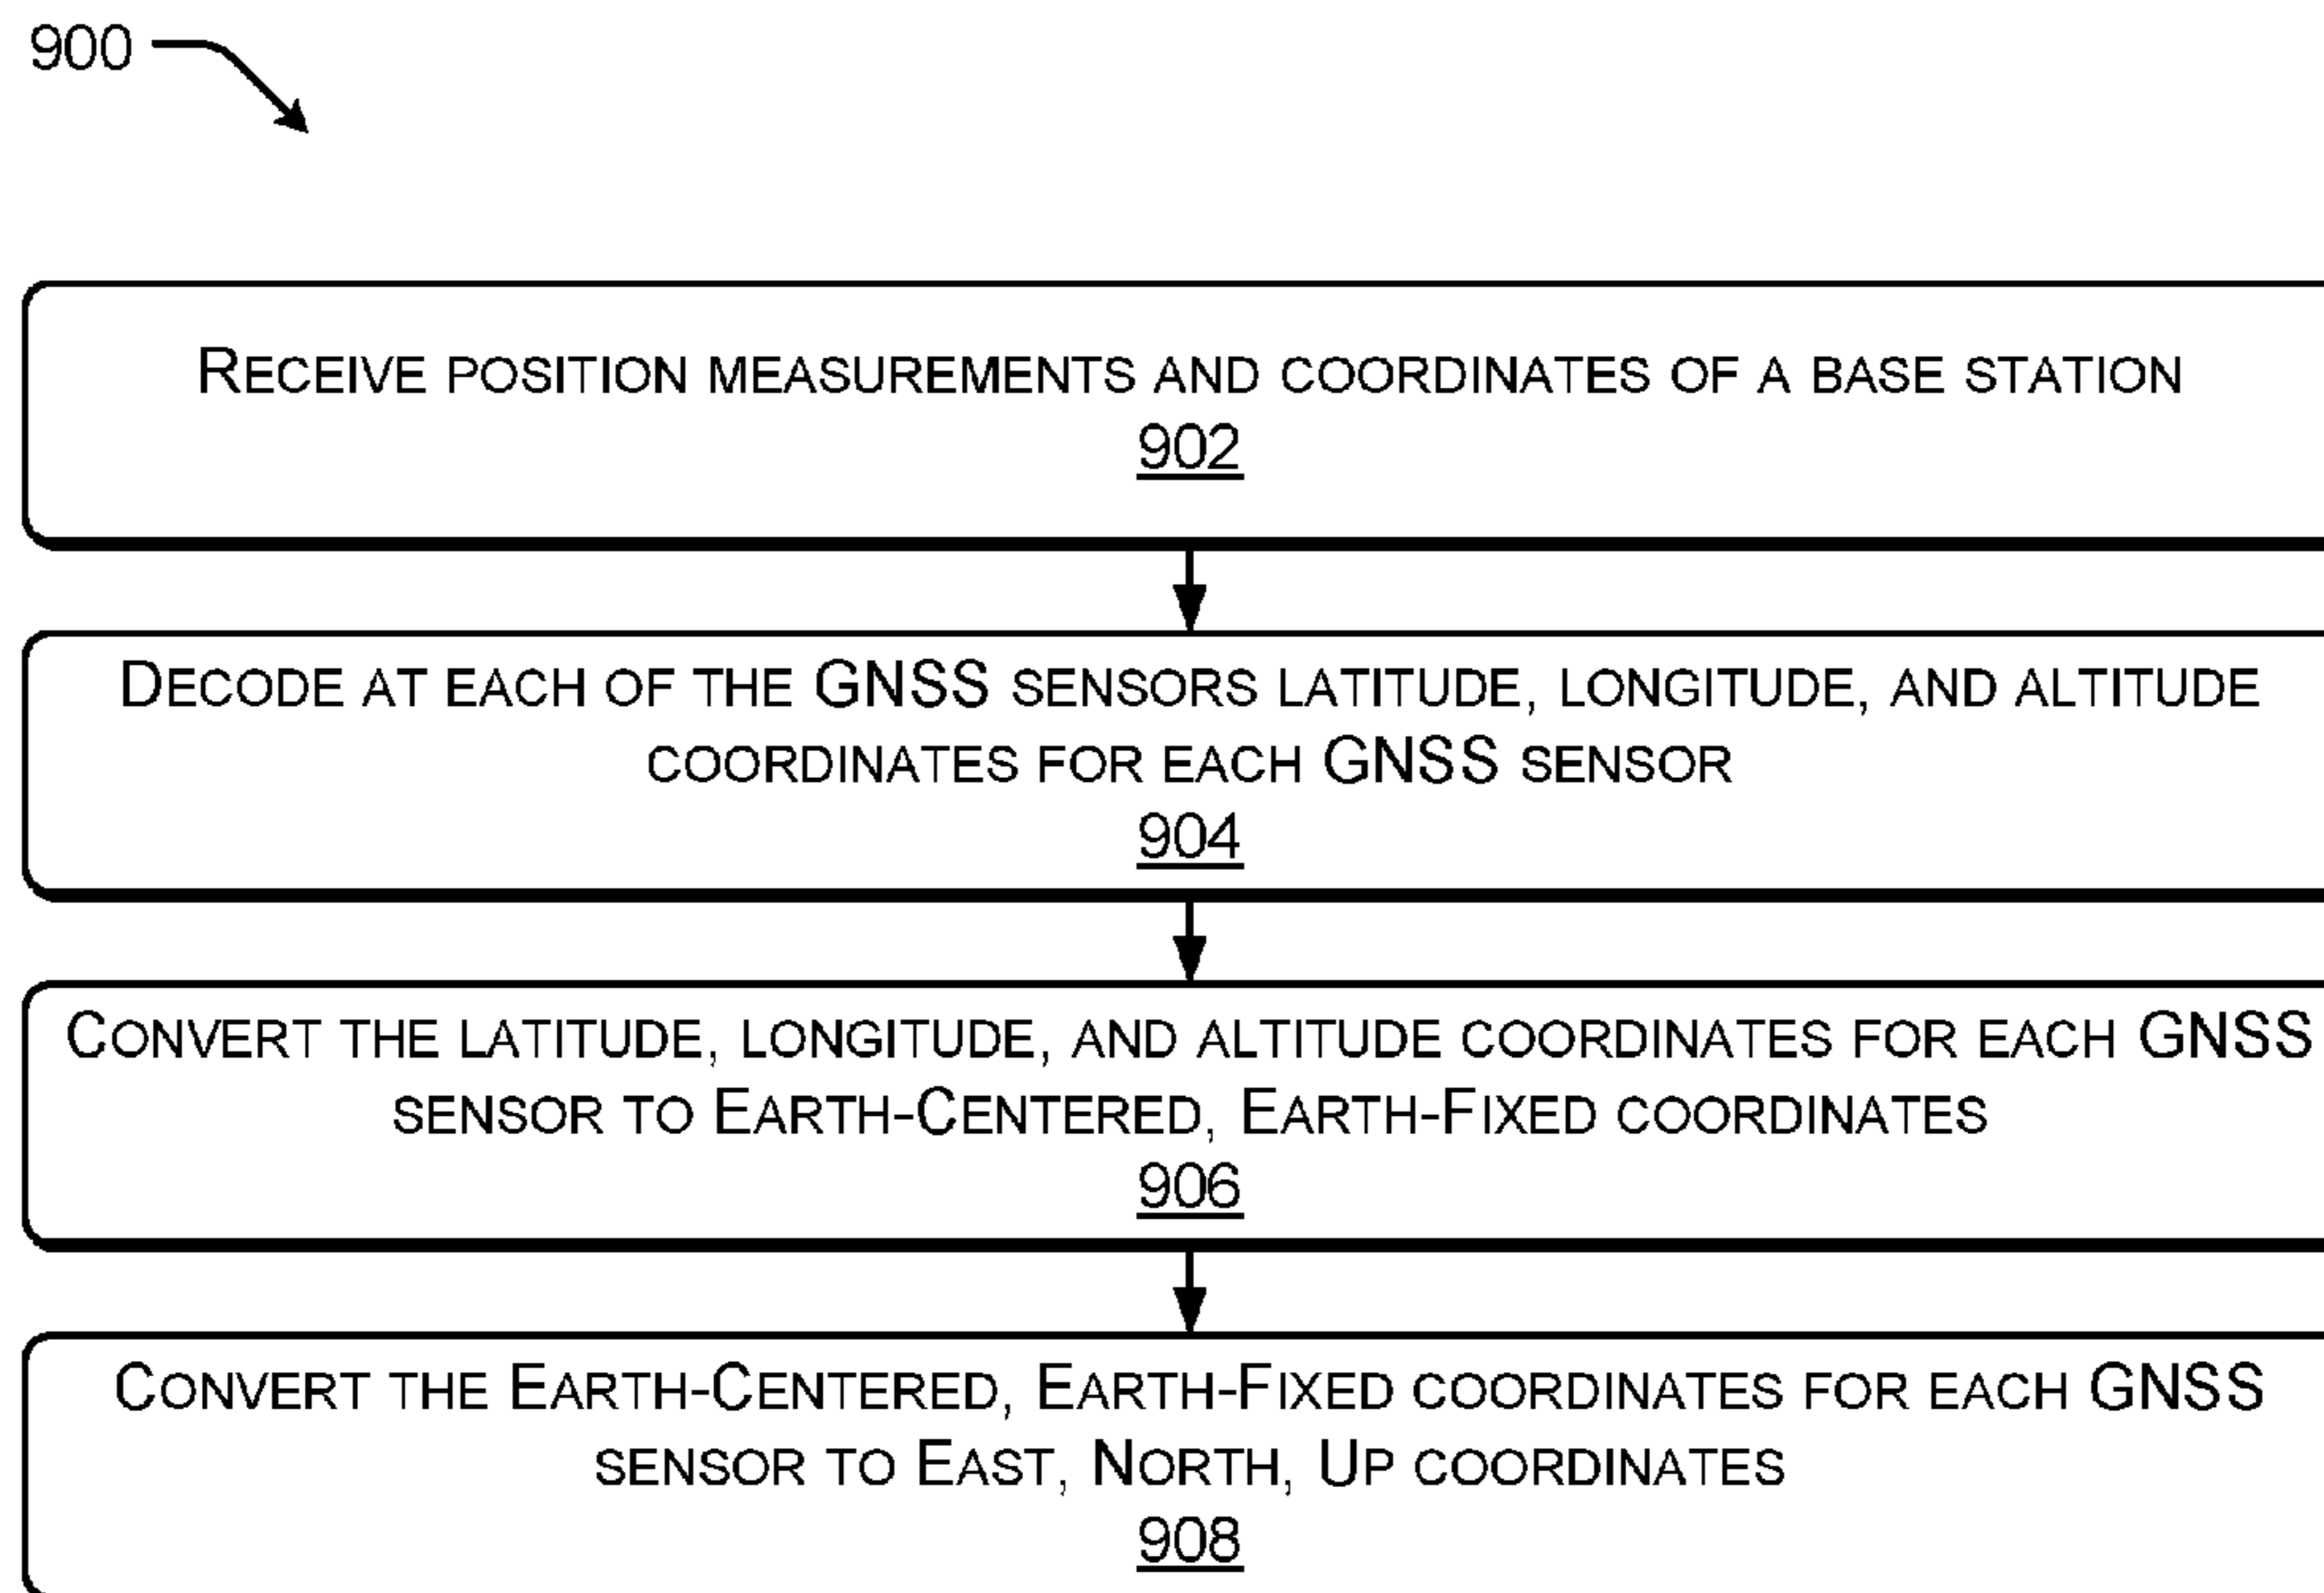 900
RECEIVE POSITION MEASUREMENTS AND COORDINATES OF A BASE STATION
902
DECODE AT EACH OF THE GNSS SENSORS LATITUDE, LONGITUDE, AND ALTITUDE
COORDINATES FOR EACH GNSS SENSOR
904
CONVERT THE LATITUDE, LONGITUDE, AND ALTITUDE COORDINATES FOR EACH GNSS
SENSOR TO EARTH-CENTERED, EARTH-FIXED COORDINATES
906
CONVERT THE EARTH-CENTERED, EARTH-FIXED COORDINATES FOR EACH GNSS
SENSOR TO EAST, NORTH, UP COORDINATES
908